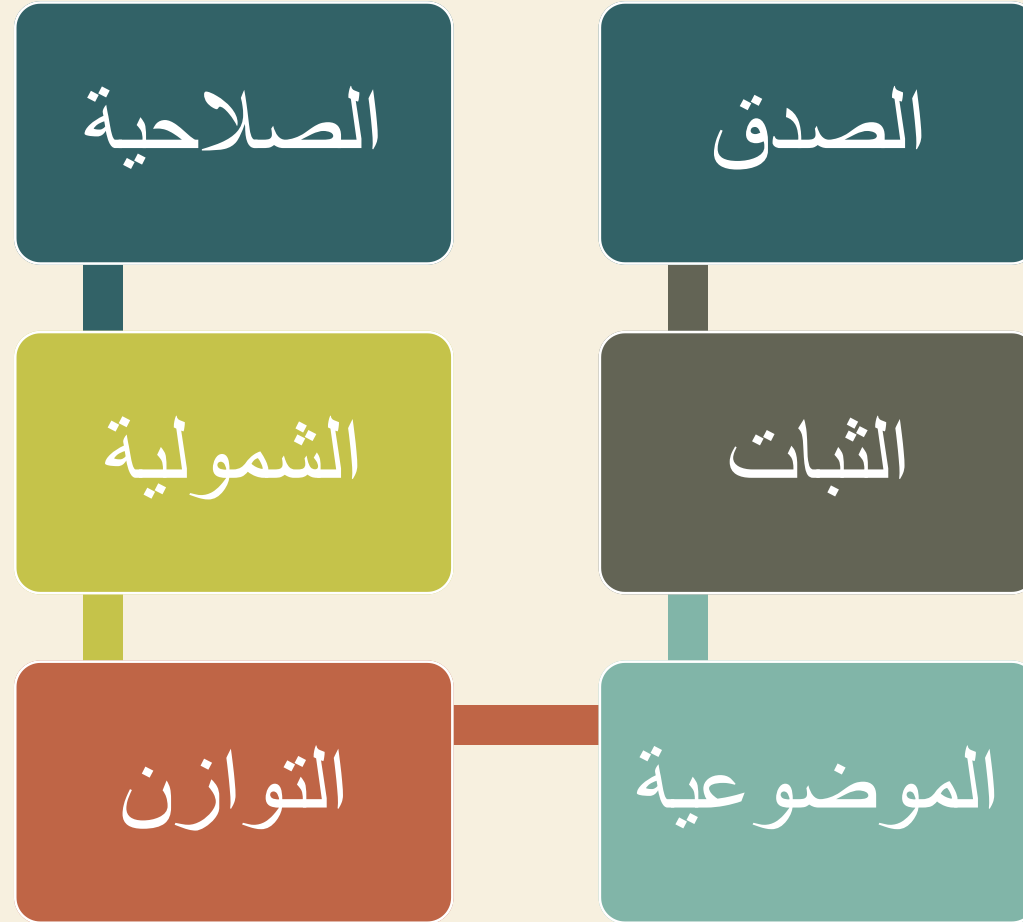 الصدق
الثبات
الموضوعية
التوازن
الشمولية
الصلاحية